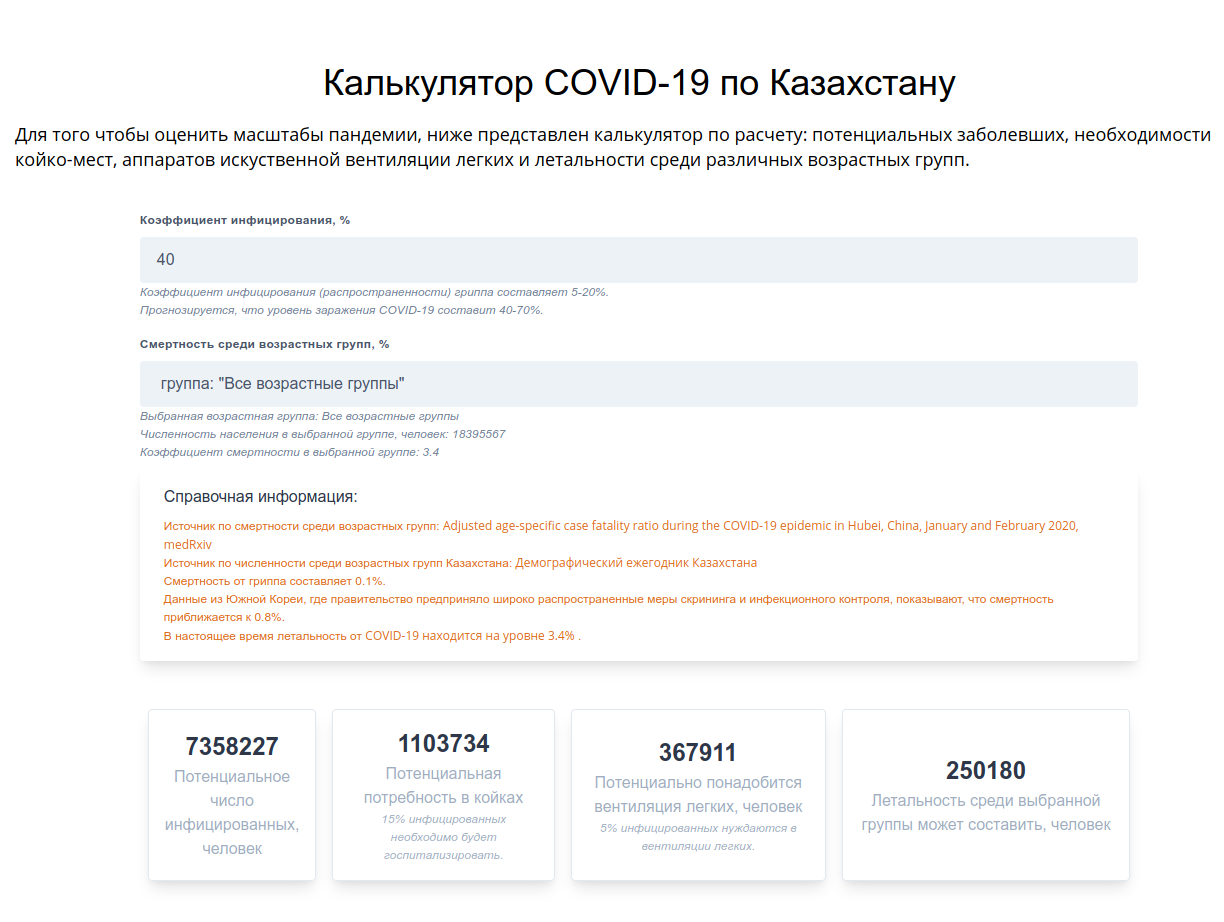 Калькулятор COVID-19 по Казахстану
Для того чтобы оценить масштабы пандемии, ниже представлен калькулятор по расчету: потенциальных заболевших, необходимости
койко-мест, аппаратов искуственной вентиляции легких и летальности среди различных возрастных групп.
Коэффициент инфицирования, %
40
Коэффициент инфицирования (распространенности) гриппа составляет 5-20%.
Прогнозируется, что уровень заражения COVID-19 составит 40-70%.
Смертность среди возрастных групп, %
группа: "Все возрастные группы"
Выбранная возрастная группа: Все возрастные группы
Численность населения в выбранной группе, человек: 18395567
Коэффициент смертности в выбранной группе: 3.4
Справочная информация:
Источник по смертности среди возрастных групп: Adjusted age-specific case fatality ratio during the COVID-19 epidemic in Hubei, China, January and February 2020,
medRxiv
Источник по численности среди возрастных групп Казахстана: Демографический ежегодник Казахстана
Смертность от гриппа составляет 0.1%.
Данные из Южной Кореи, где правительство предприняло широко распространенные меры скрининга и инфекционного контроля, показывают, что смертность
приближается к 0.8%.
В настоящее время летальность от COVID-19 находится на уровне 3.4% .
7358227
Потенциальное
число
инфицированных,
человек
1103734
Потенциальная
потребность в койках
15% инфицированных
необходимо будет
госпитализировать.
367911
Потенциально понадобится
вентиляция легких, человек
5% инфицированных нуждаются в
вентиляции легких.
250180
Летальность среди выбранной
группы может составить, человек